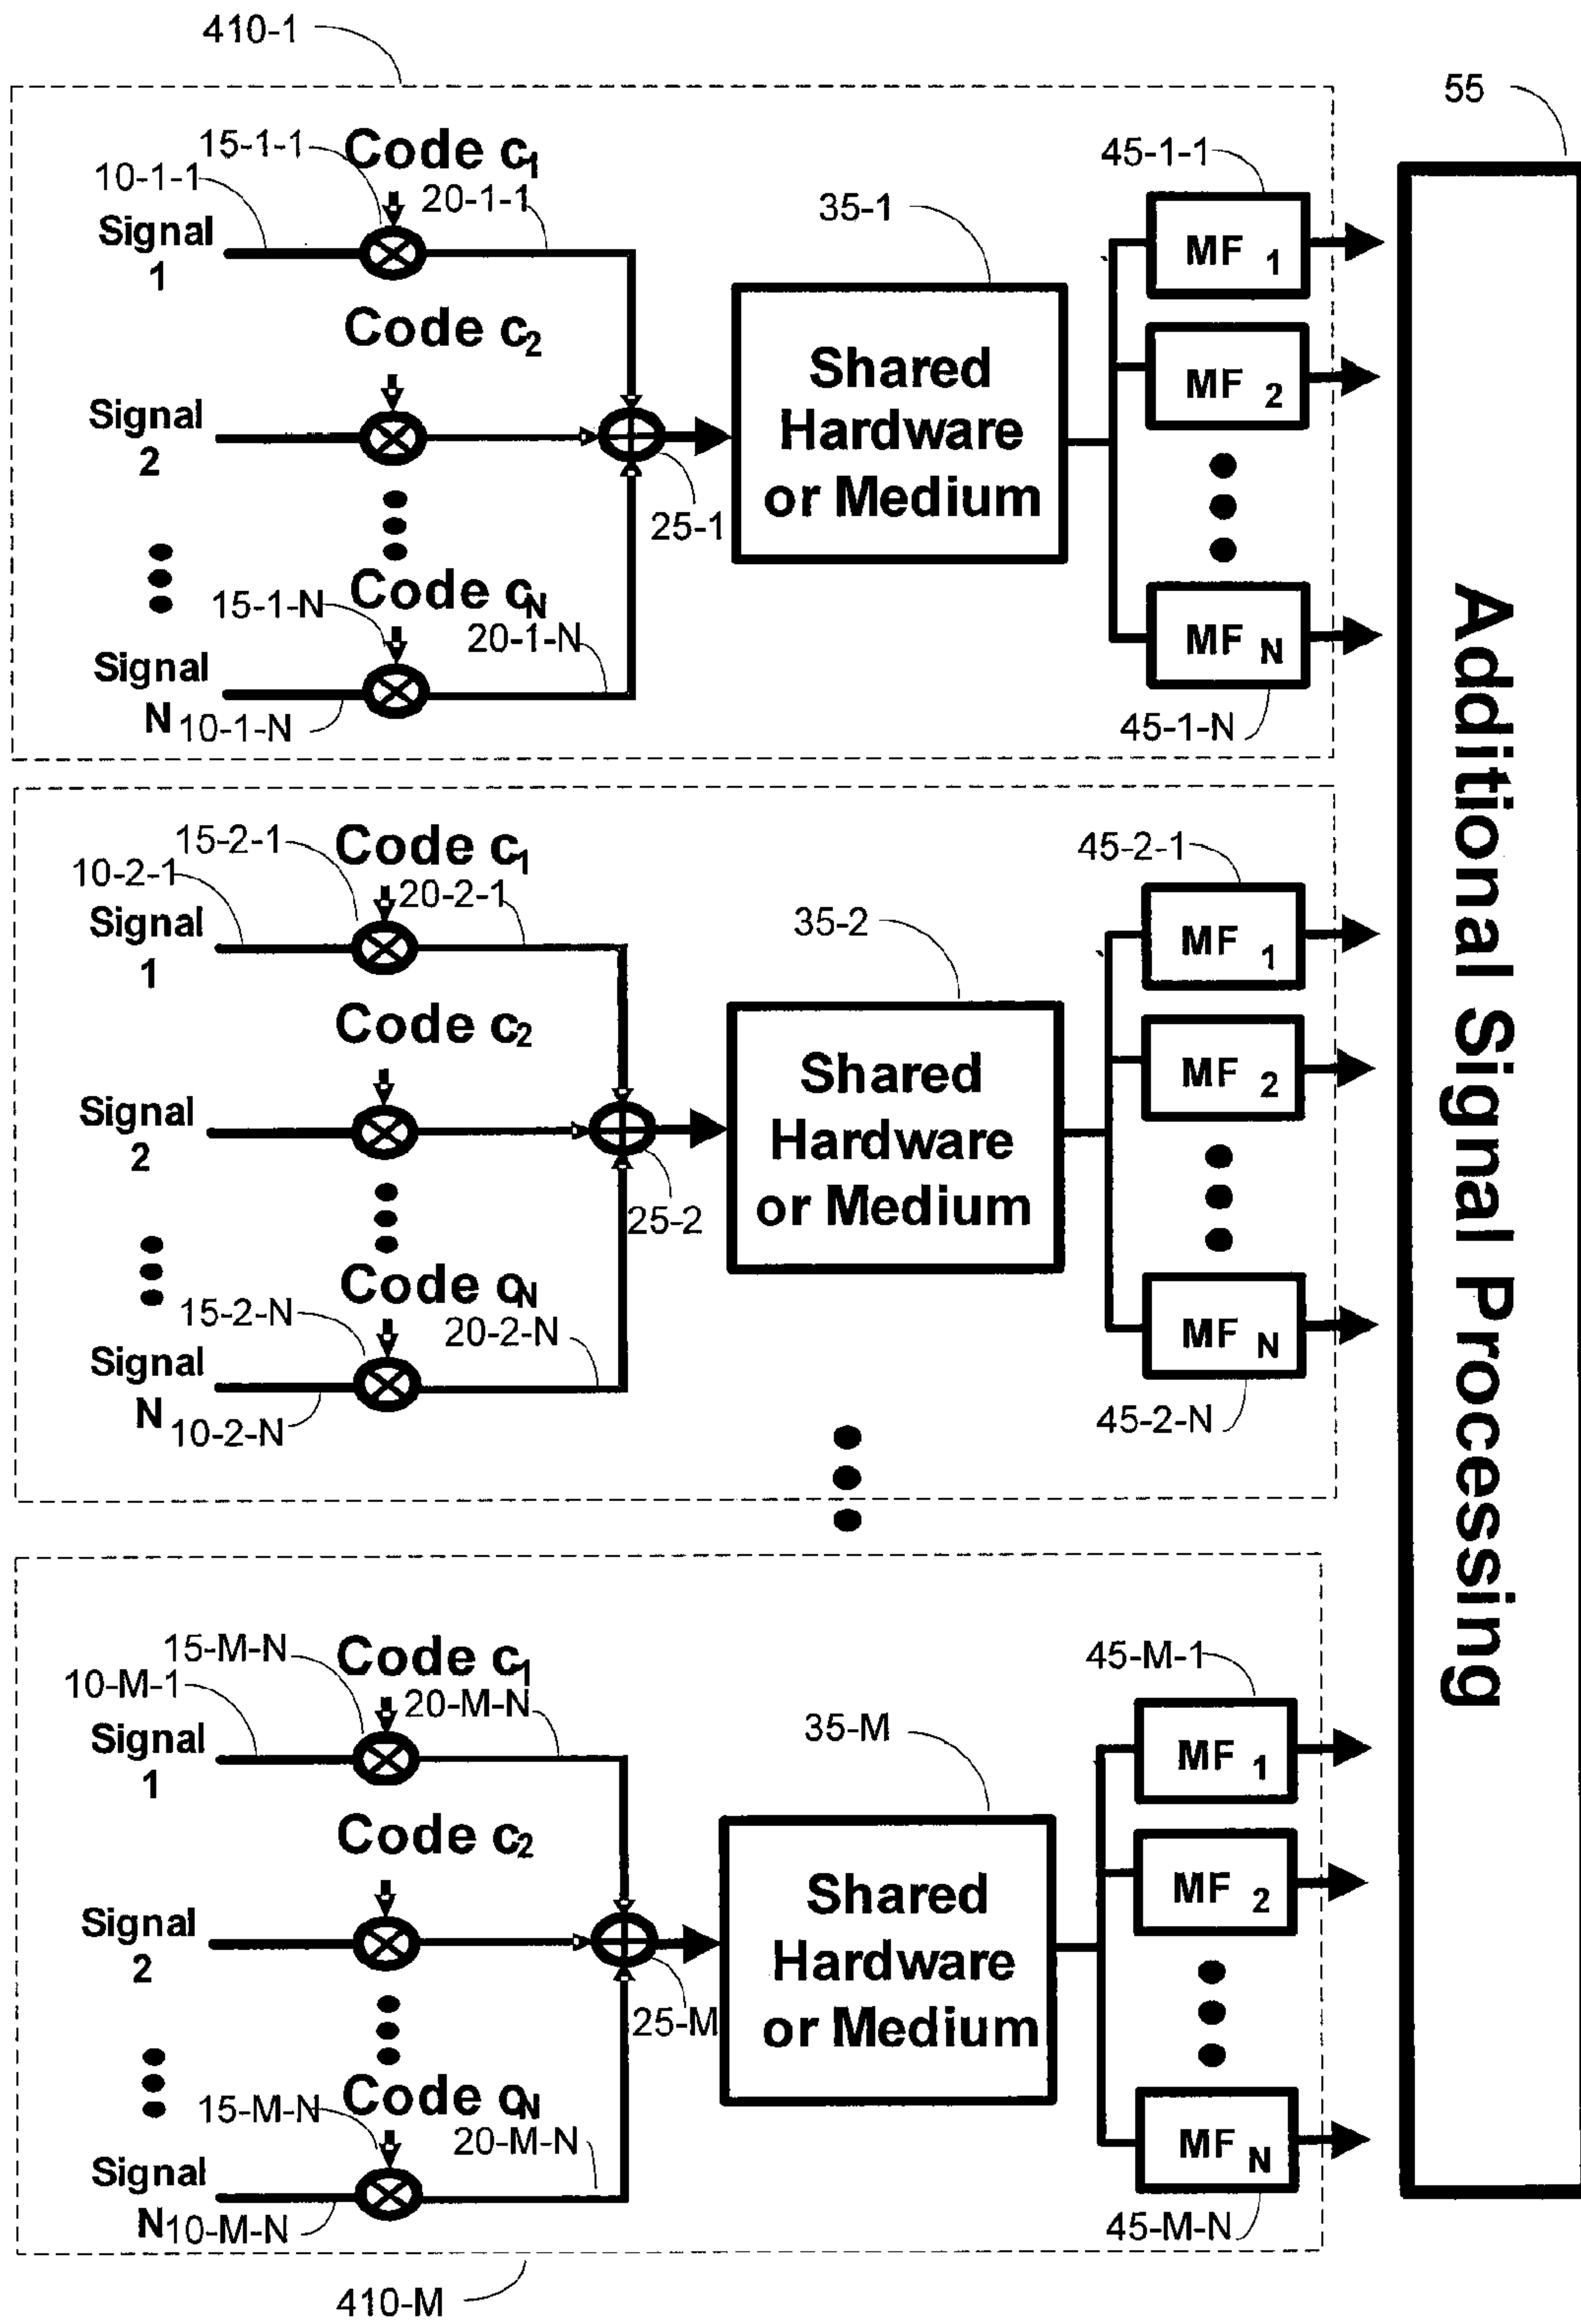 410-1
55
15-1-1
Code c1
45-1-1
10-1-1
20-1-1
35-1
Signal
1
MF 1
Code c2
Shared
Hardware
or Medium
MF 2
Signal
2
25-1
Code cN
15-1-N
20-1-N
MF N
Signal
N
10-1-N
45-1-N
Additional Signal Processing
15-2-1
Code c1
45-2-1
10-2-1
20-2-1
35-2
Signal
1
MF 1
Code c2
Shared
Hardware
or Medium
MF 2
Signal
2
25-2
Code cN
15-2-N
20-2-N
MF N
Signal
N
10-2-N
45-2-N
15-M-N
Code c1
45-M-1
10-M-1
20-M-N
35-M
Signal
1
MF 1
Code c2
Shared
Hardware
or Medium
MF 2
Signal
2
25-M
Code cN
15-M-N
20-M-N
MF N
Signal
N
10-M-N
45-M-N
410-M